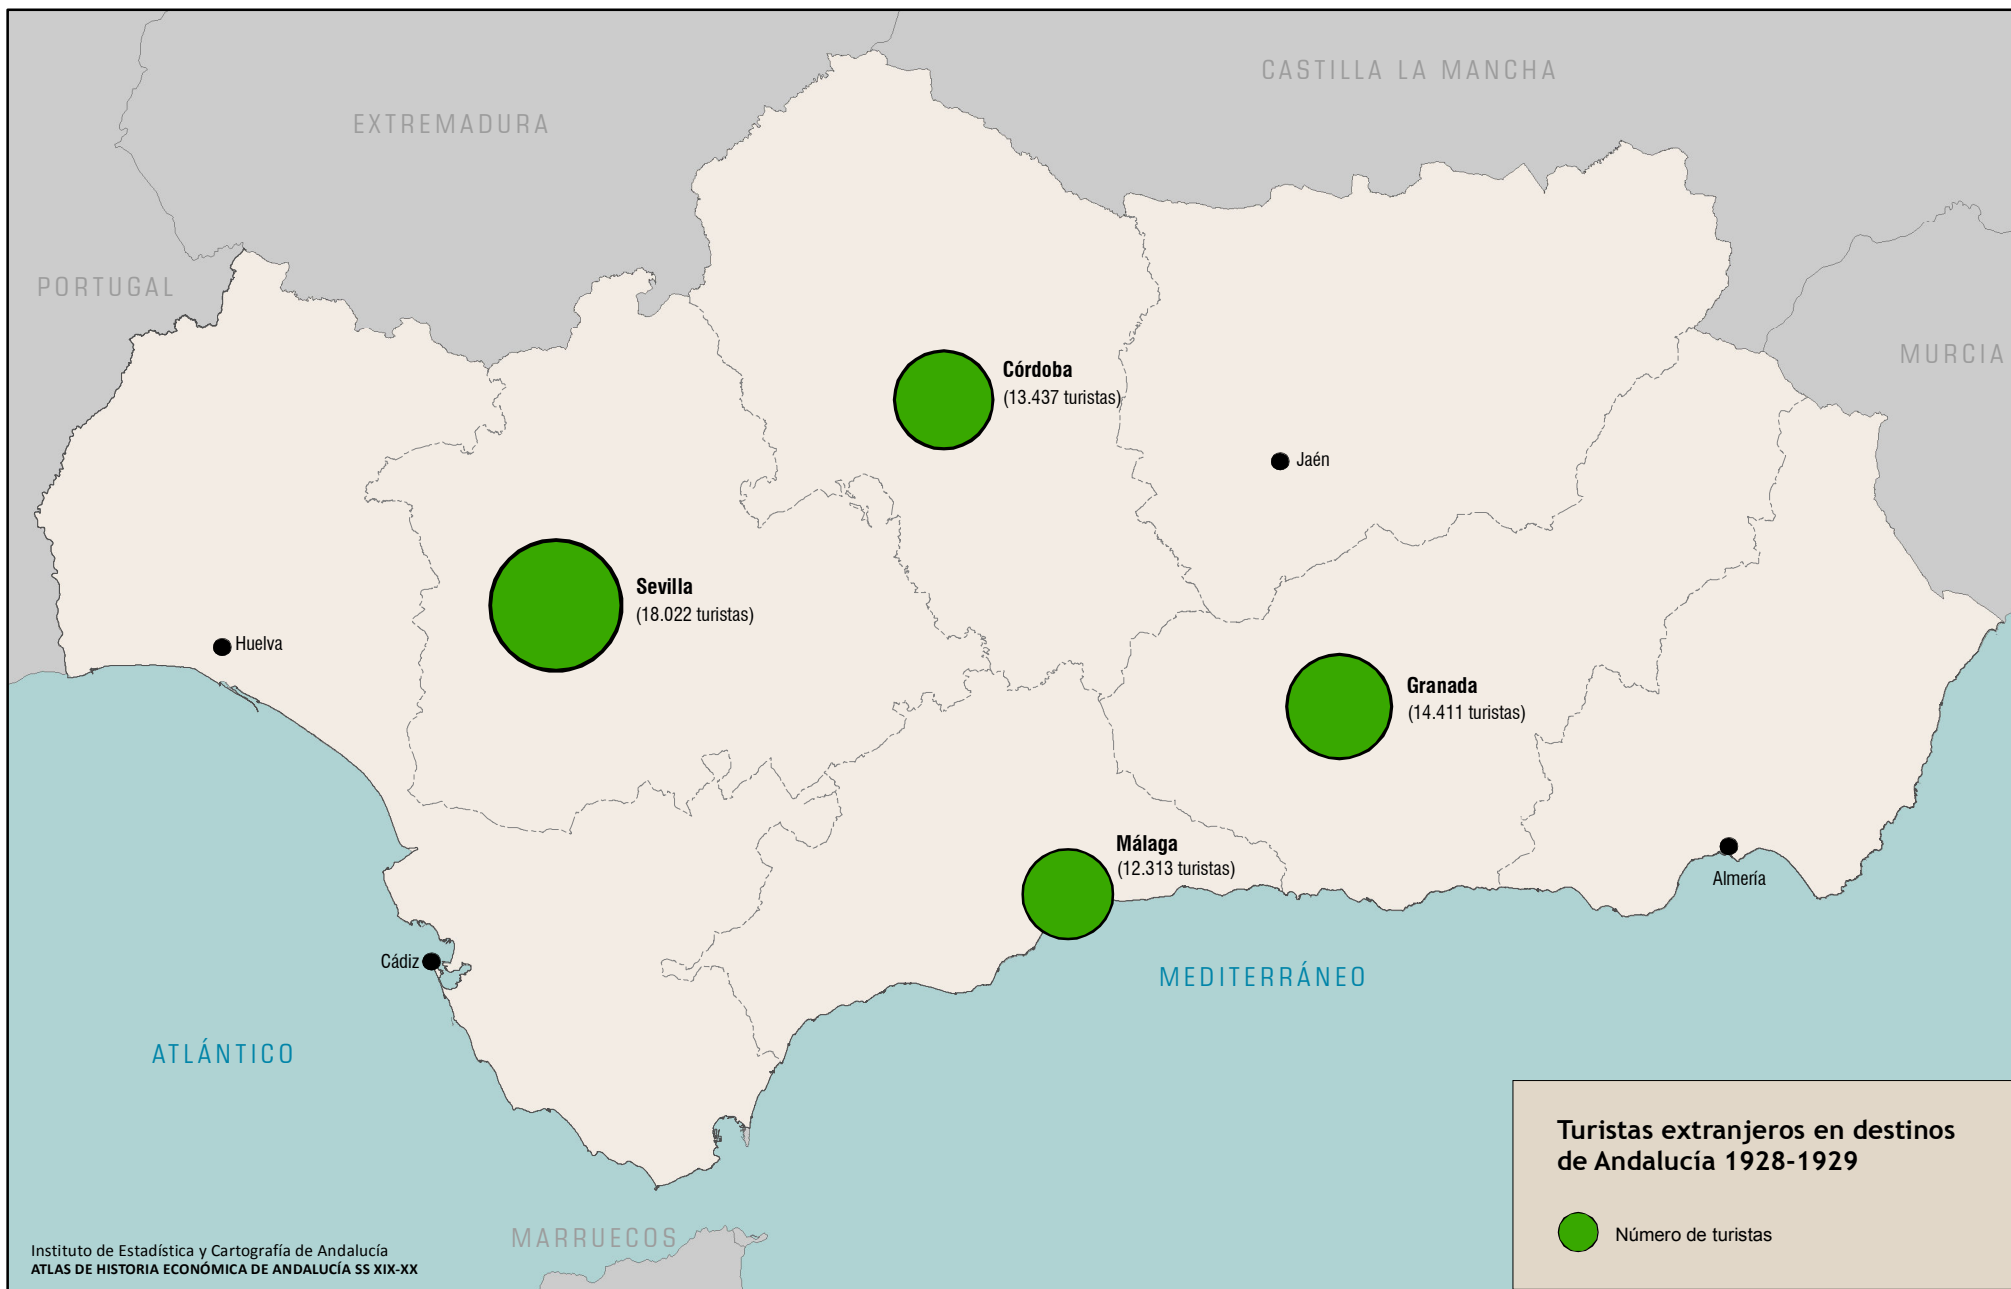 CASTILLA LA MANCHA
EXTREMADURA
PORTUGAL
MURCIA
Córdoba
(13.437 turistas)
Jaén
Sevilla
(18.022 turistas)
Huelva
Granada
(14.411 turistas)
Málaga
(12.313 turistas)
Almería
Cádiz
MEDITERRÁNEO
ATLÁNTICO
MARRUECOS
Turistas extranjeros en destinos
de Andalucía 1928-1929
Número de turistas
Instituto de Estadística y Cartografía de Andalucía
ATLAS DE HISTORIA ECONÓMICA DE ANDALUCÍA SS XIX-XX